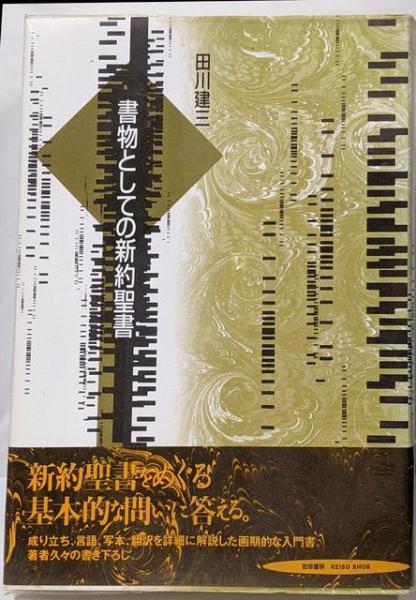 田川建三
書物としての新約聖書
新約聖書をめぐる
基本的な問いに答える。
成り立ち、言語、写本、翻訳を詳細に解説した画期的な入門書
著者久々の書き下ろし
勁草書房 KEISO SHOBO